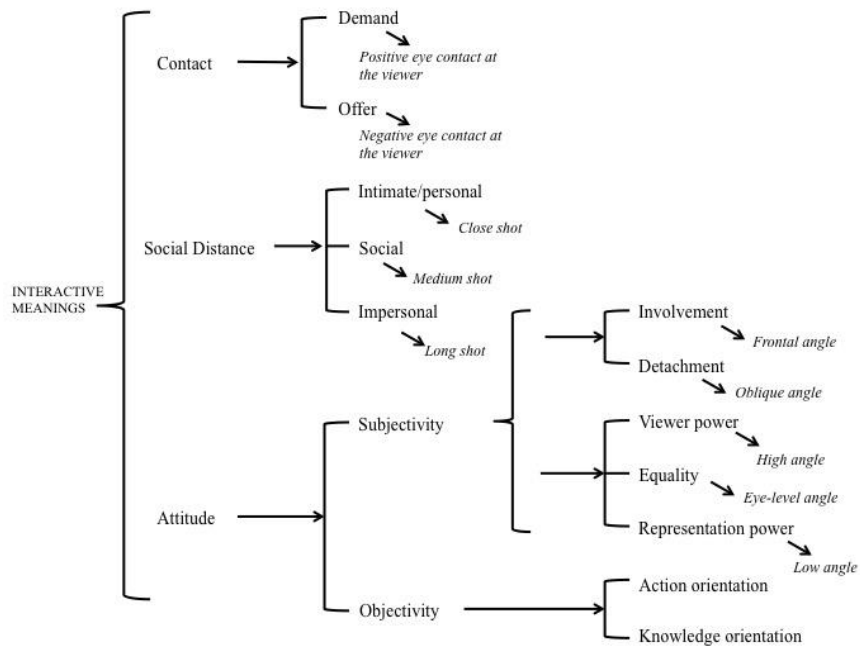 Demand
Positive eye contact at
the viewer
Contact
Offer
Negative eye contact at
the viewer
Intimate/personal
Close shot
Social Distance
Social
Medium shot
INTERACTIVE
MEANINGS
Impersonal
Long shot
Involvement
Frontal angle
Detachment
Oblique angle
Subjectivity
Viewer power
High angle
Equality
Eye-level angle
Attitude
Representation power
Low angle
Objectivity
Action orientation
Knowledge orientation